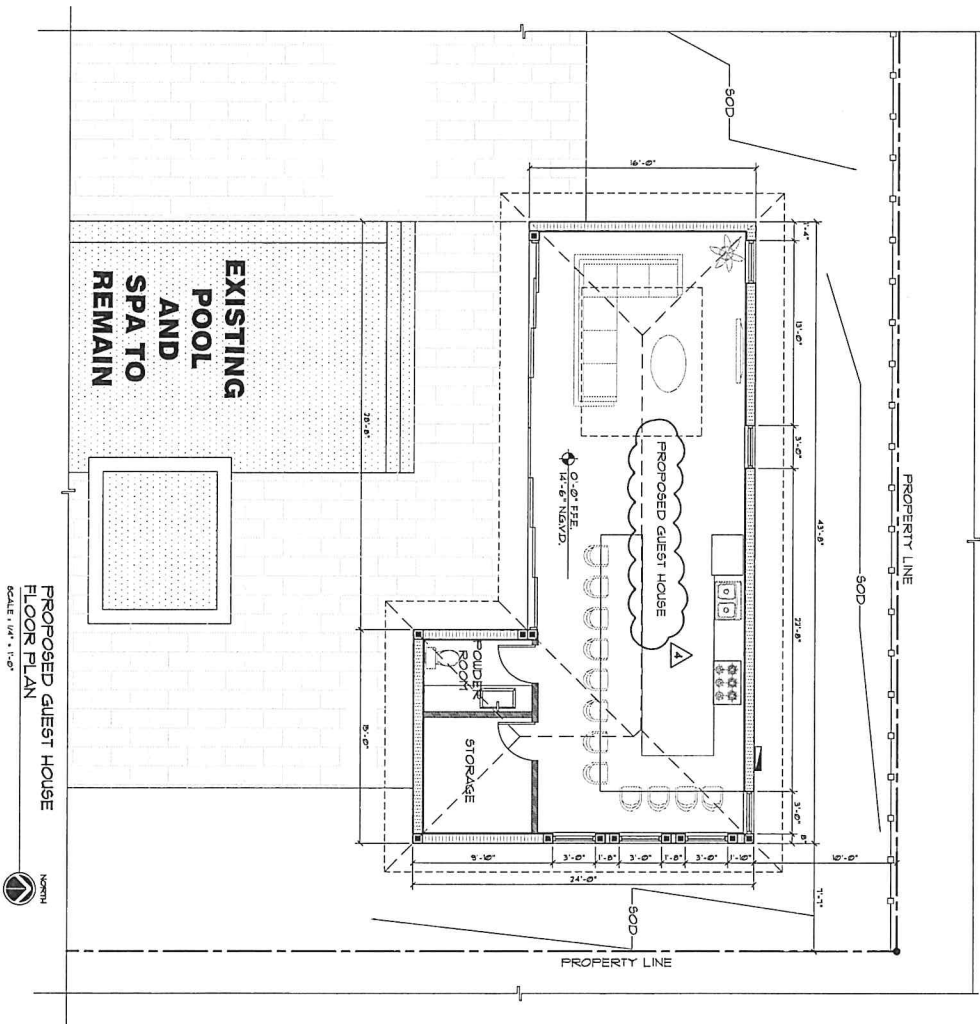 SOD
16'-0"
1'-4"
13'-0"
3'-0"
43'-8"
22'-8"
3'-0"
8"
PROPERTY LINE
SOD
EXISTING
POOL
AND
SPA TO
REMAIN
28'-8"
15'-0"
PROPOSED GUEST HOUSE
4
0'-0" F.F.E.
14'-6" N.G.V.D.
POWDER
ROOM
STORAGE
9'-10"
3'-0"
1'-8"
3'-0"
1'-8"
3'-0"
1'-10"
24'-0"
10'-0"
7'-7"
SOD
PROPERTY LINE
PROPOSED GUEST HOUSE
FLOOR PLAN
SCALE : 1/4" = 1'-0"
NORTH